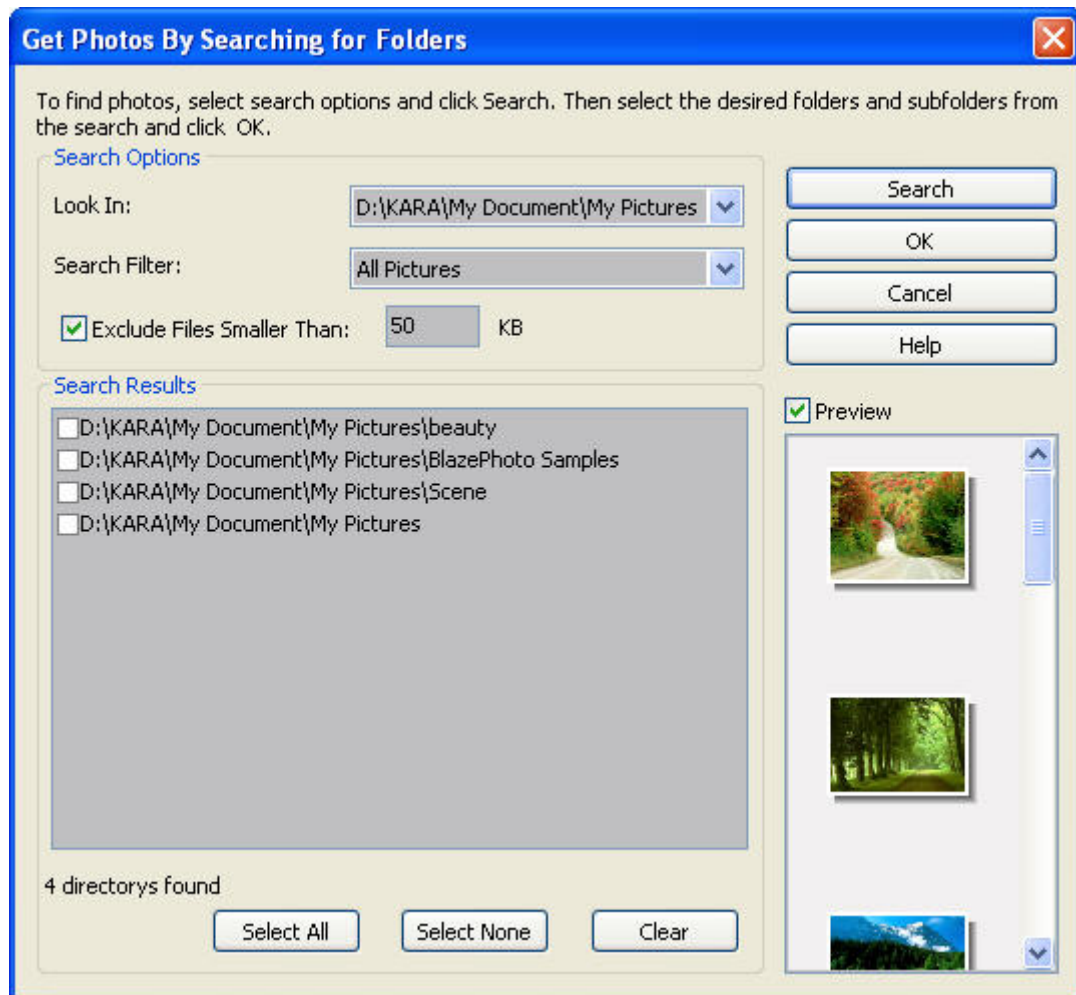 Get Photos By Searching for Folders
To find photos, select search options and click Search. Then select the desired folders and subfolders from
the search and click OK.
Search Options
Look In:
D:\KARA\My Document\My Pictures
Search Filter:
All Pictures
Exclude Files Smaller Than:
50
KB
Search
OK
Cancel
Help
Search Results
D:\KARA\My Document\My Pictures\beauty
D:\KARA\My Document\My Pictures\BlazePhoto Samples
D:\KARA\My Document\My Pictures\Scene
D:\KARA\My Document\My Pictures
Preview
4 directorys found
Select All
Select None
Clear